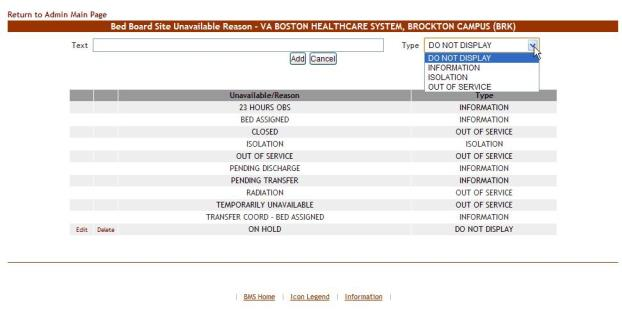 Return to Admin Main Page
Bed Board Site Unavailable Reason - VA BOSTON HEALTHCARE SYSTEM, BROCKTON CAMPUS (BRK)
Text Type DO NOT DISPLAY
Add Cancel
DO NOT DISPLAY
INFORMATION
ISOLATION
OUT OF SERVICE
Unavailable/Reason Type
23 HOURS OBS INFORMATION
BED ASSIGNED INFORMATION
CLOSED OUT OF SERVICE
ISOLATION ISOLATION
OUT OF SERVICE OUT OF SERVICE
PENDING DISCHARGE INFORMATION
PENDING TRANSFER INFORMATION
RADIATION OUT OF SERVICE
TEMPORARILY UNAVAILABLE OUT OF SERVICE
TRANSFER COORD - BED ASSIGNED INFORMATION
Edit Delete ON HOLD DO NOT DISPLAY
| BMS Home | Icon Legend | Information |